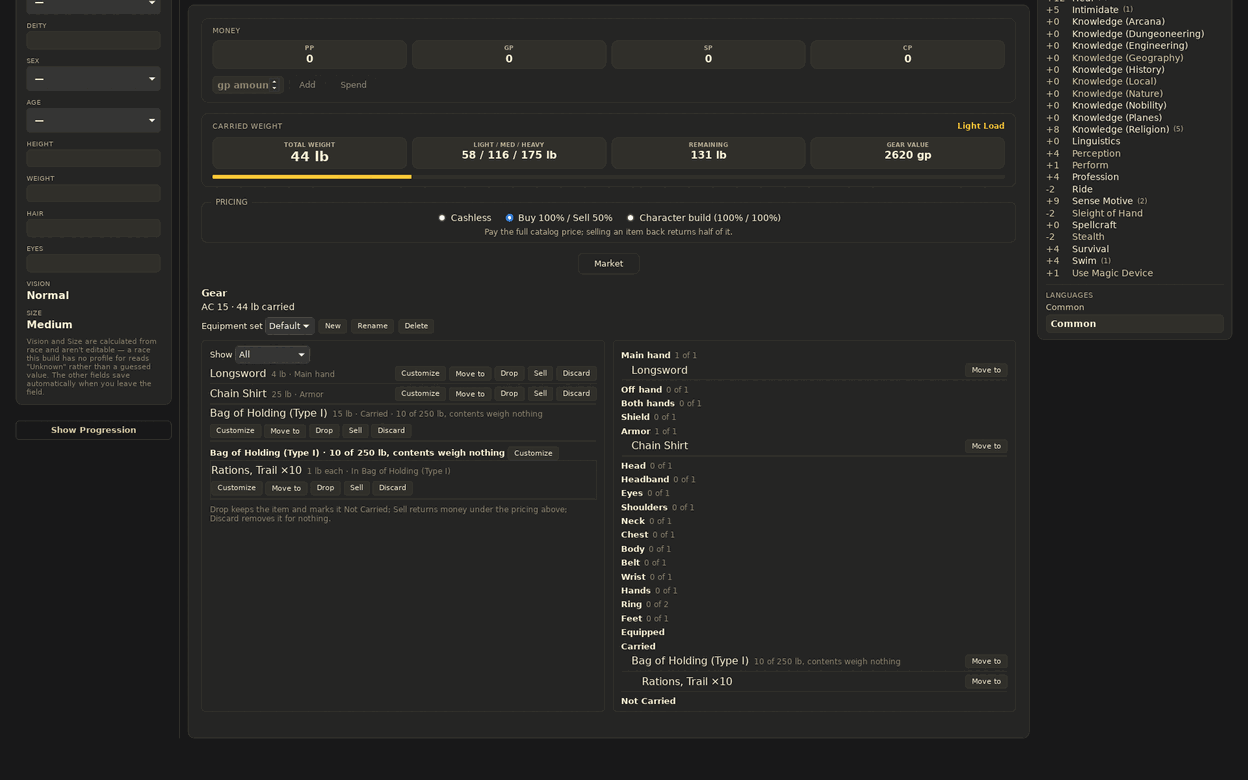 —
DEITY
SEX
—
AGE
—
HEIGHT
WEIGHT
HAIR
EYES
VISION
Normal
SIZE
Medium
Vision and Size are calculated from
race and aren't editable — a race
this build has no profile for reads
"Unknown" rather than a guessed
value. The other fields save
automatically when you leave the
field.
Show Progression
MONEY
PP
0
GP
0
SP
0
CP
0
gp amoun
Add
Spend
CARRIED WEIGHT
Light Load
TOTAL WEIGHT
44 lb
LIGHT / MED / HEAVY
58 / 116 / 175 lb
REMAINING
131 lb
GEAR VALUE
2620 gp
PRICING
Cashless
Buy 100% / Sell 50%
Character build (100% / 100%)
Pay the full catalog price; selling an item back returns half of it.
Market
Gear
AC 15 · 44 lb carried
Equipment set Default New Rename Delete
Show All
Longsword 4 lb · Main hand Customize Move to Drop Sell Discard
Chain Shirt 25 lb · Armor Customize Move to Drop Sell Discard
Bag of Holding (Type I) 15 lb · Carried · 10 of 250 lb, contents weigh nothing
Customize Move to Drop Sell Discard
Bag of Holding (Type I) · 10 of 250 lb, contents weigh nothing Customize
Rations, Trail ×10 1 lb each · In Bag of Holding (Type I)
Customize Move to Drop Sell Discard
Drop keeps the item and marks it Not Carried; Sell returns money under the pricing above;
Discard removes it for nothing.
Main hand 1 of 1
Longsword Move to
Off hand 0 of 1
Both hands 0 of 1
Shield 0 of 1
Armor 1 of 1
Chain Shirt Move to
Head 0 of 1
Headband 0 of 1
Eyes 0 of 1
Shoulders 0 of 1
Neck 0 of 1
Chest 0 of 1
Body 0 of 1
Belt 0 of 1
Wrist 0 of 1
Hands 0 of 1
Ring 0 of 2
Feet 0 of 1
Equipped
Carried
Bag of Holding (Type I) 10 of 250 lb, contents weigh nothing Move to
Rations, Trail ×10 Move to
Not Carried
+5 Intimidate (1)
+0 Knowledge (Arcana)
+0 Knowledge (Dungeoneering)
+0 Knowledge (Engineering)
+0 Knowledge (Geography)
+0 Knowledge (History)
+0 Knowledge (Local)
+0 Knowledge (Nature)
+0 Knowledge (Nobility)
+0 Knowledge (Planes)
+8 Knowledge (Religion) (5)
+0 Linguistics
+4 Perception
+1 Perform
+4 Profession
-2 Ride
+9 Sense Motive (2)
-2 Sleight of Hand
+0 Spellcraft
-2 Stealth
+4 Survival
+4 Swim (1)
+1 Use Magic Device
LANGUAGES
Common
Common